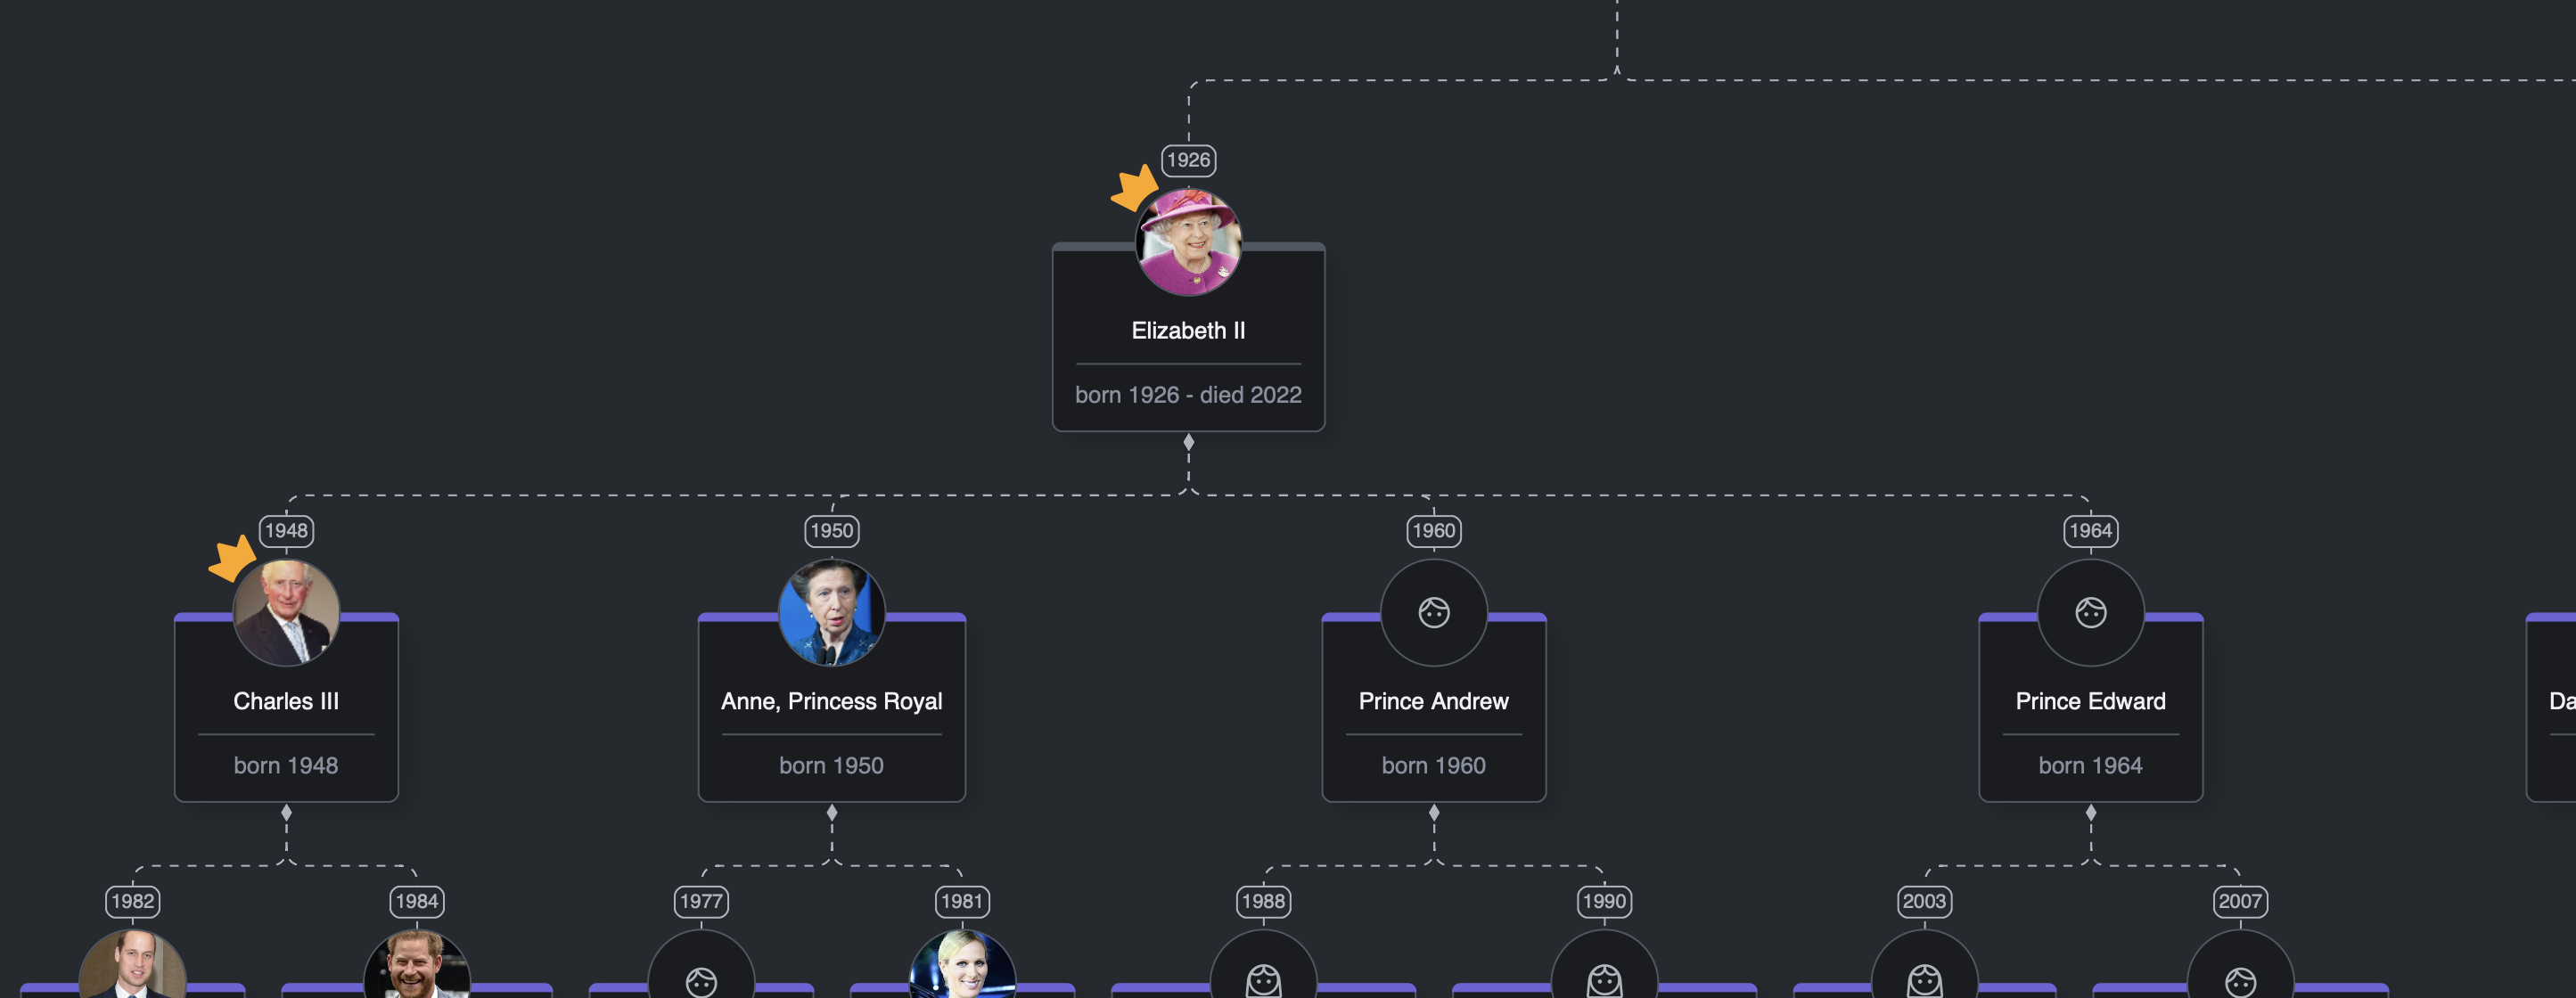 1926
Elizabeth II
born 1926 - died 2022
1948
1950
1960
1964
Charles III
Anne, Princess Royal
Prince Andrew
Prince Edward
born 1948
born 1950
born 1960
born 1964
1982
1984
1977
1981
1988
1990
2003
2007